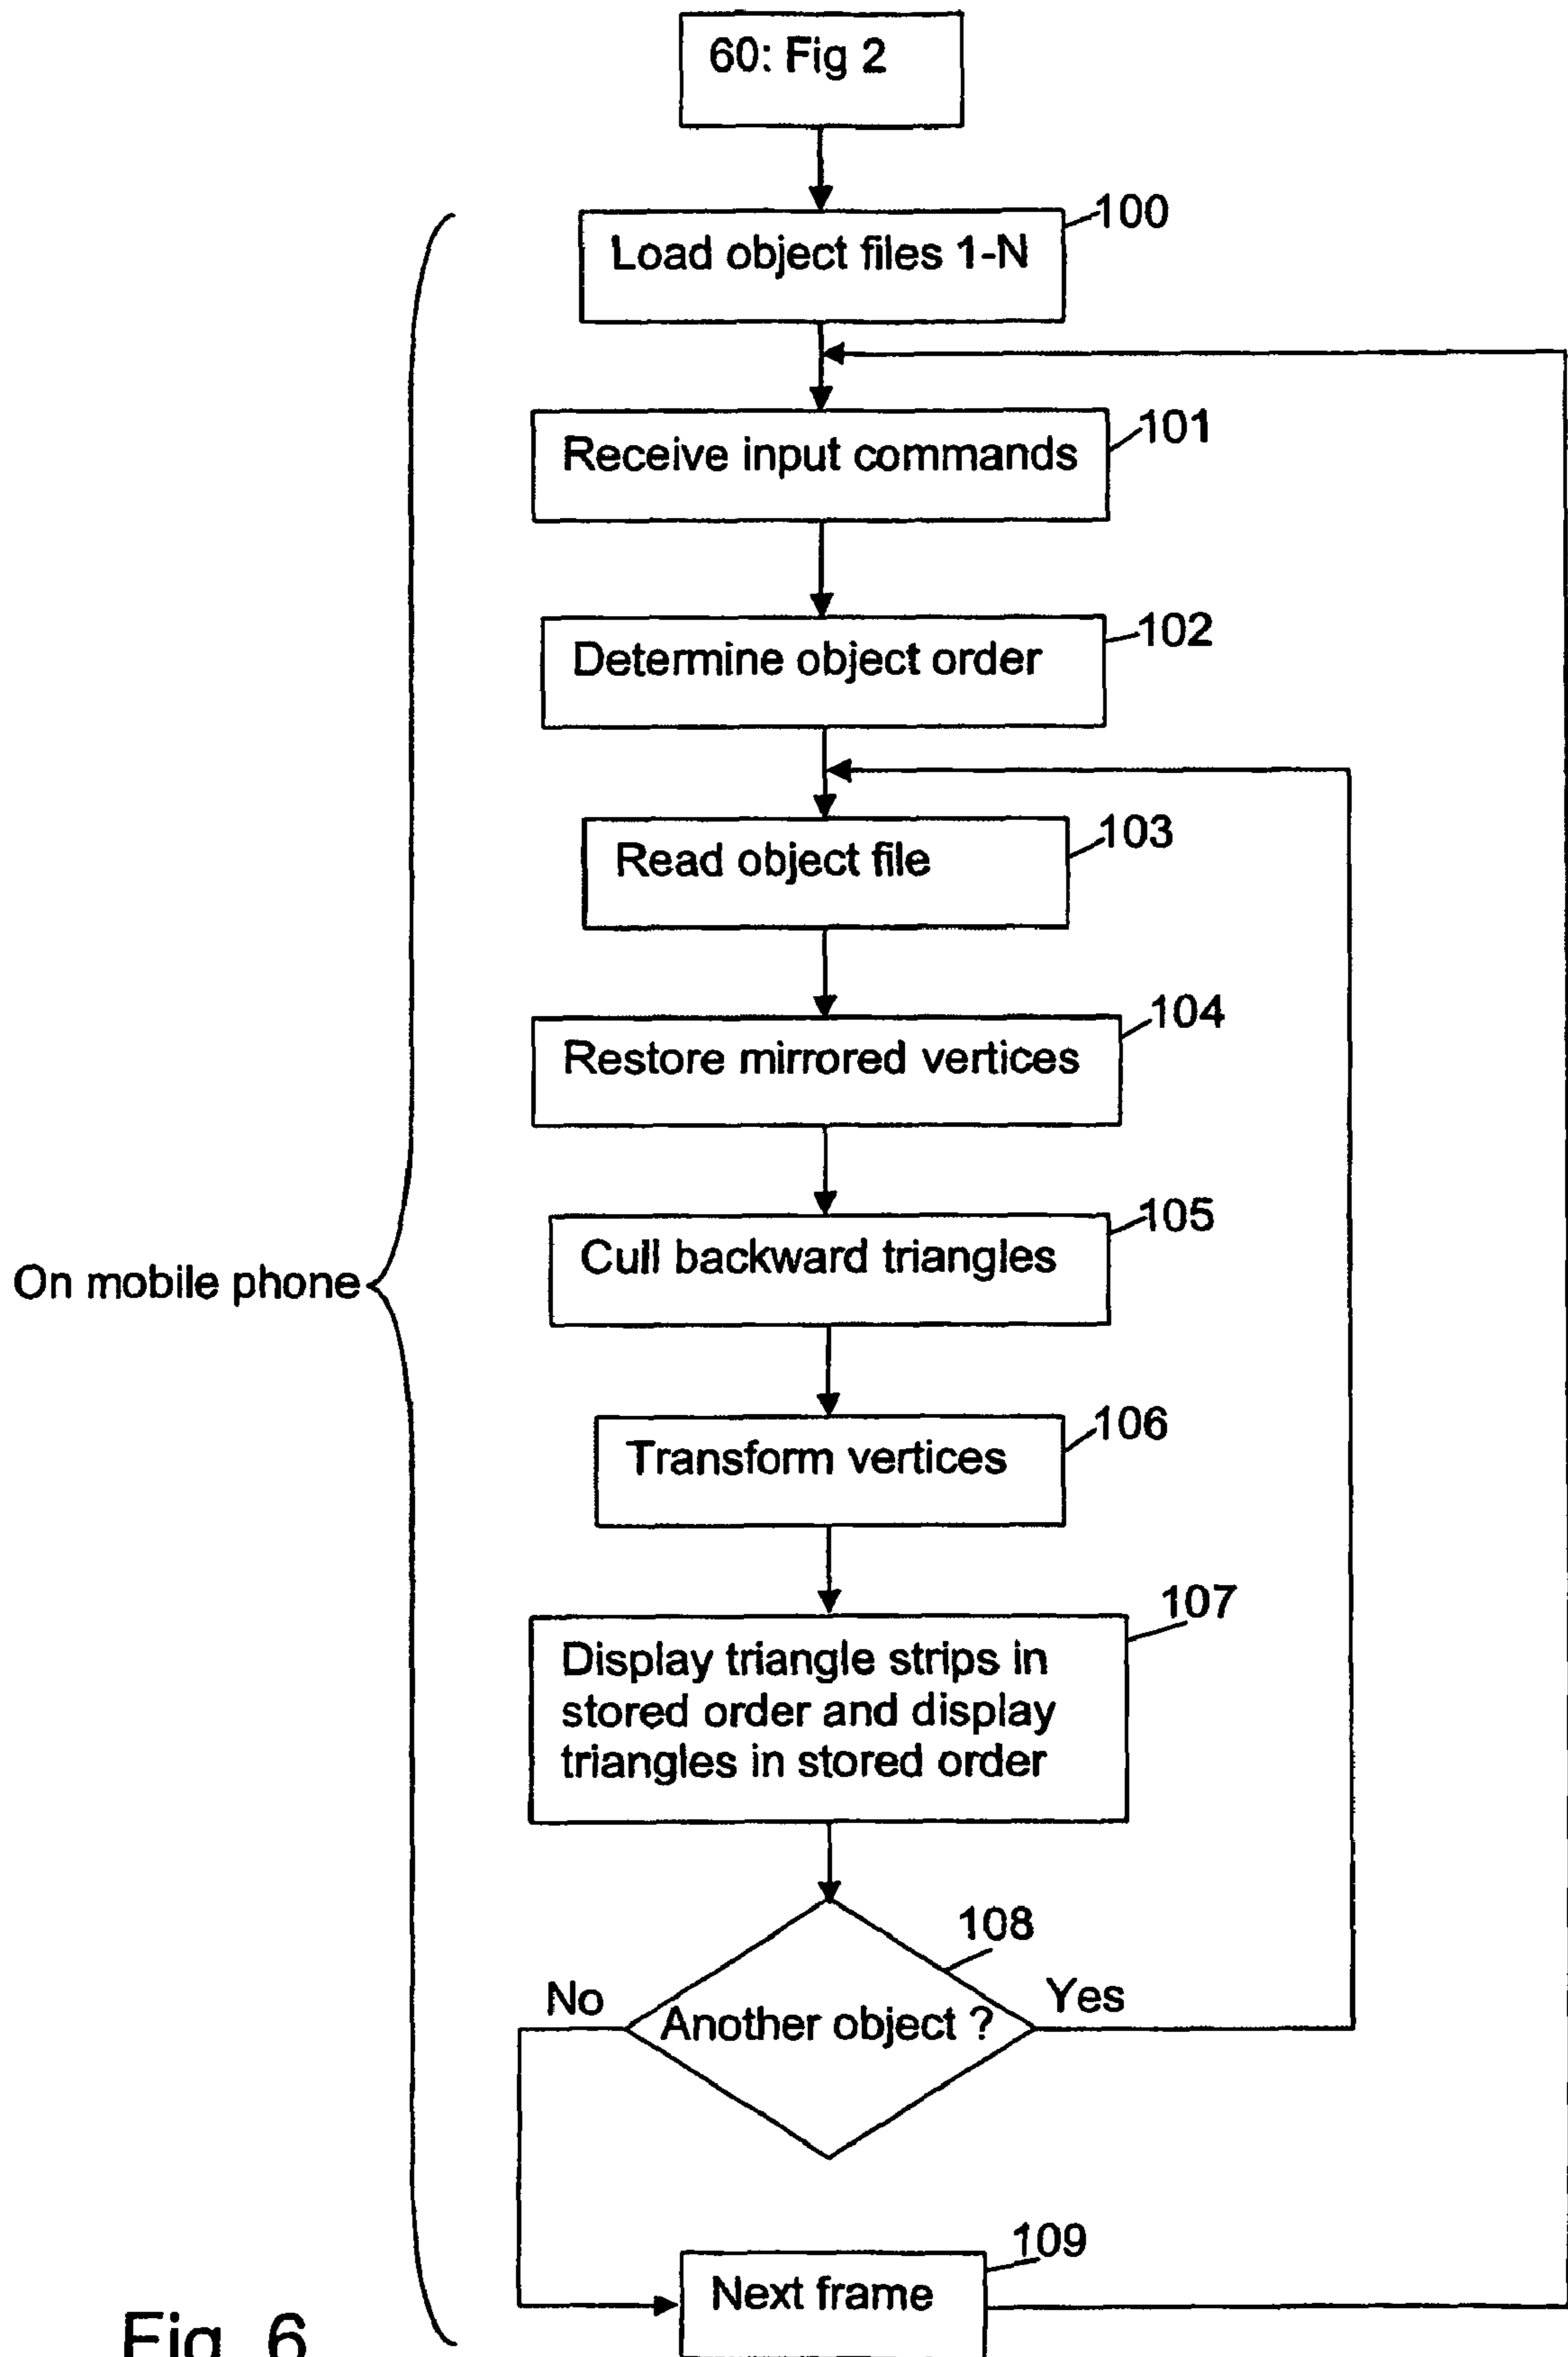 60: Fig 2
100
Load object files 1-N
101
Receive input commands
102
Determine object order
103
Read object file
104
Restore mirrored vertices
105
Cull backward triangles
On mobile phone
106
Transform vertices
107
Display triangle strips in
stored order and display
triangles in stored order
108
No
Yes
Another object ?
109
Next frame
Fig. 6